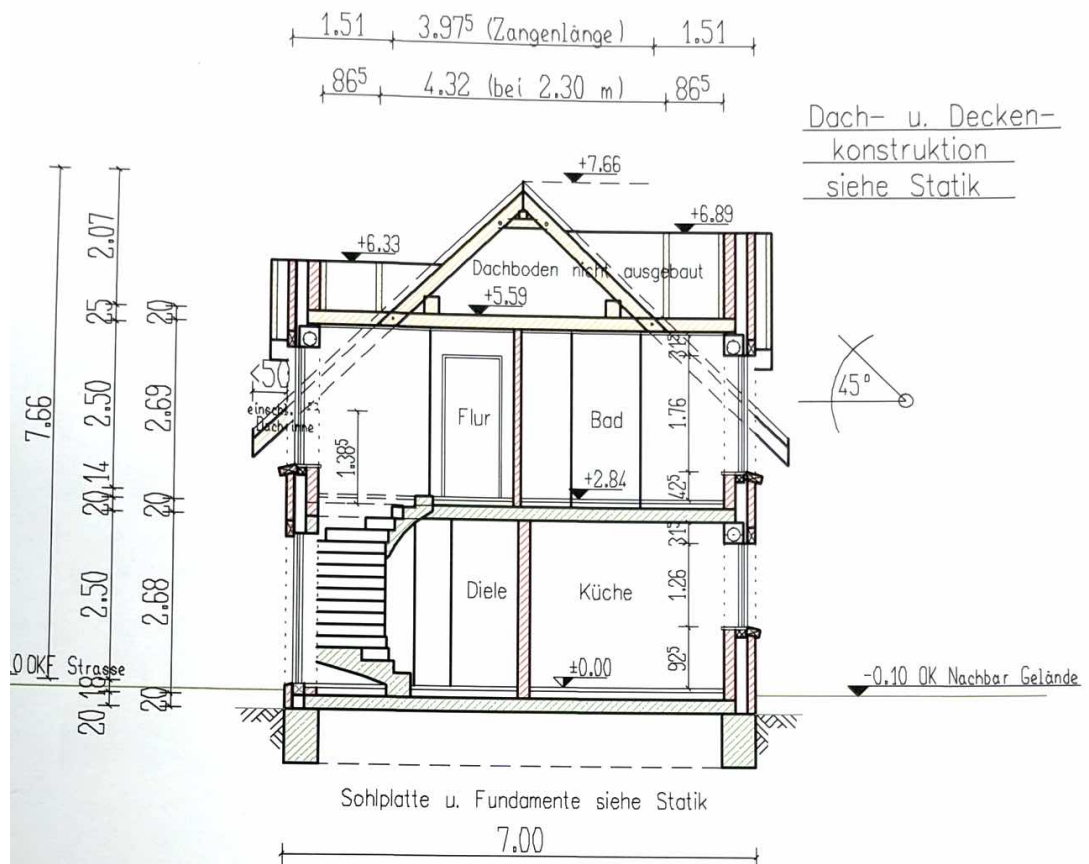 1.51 3.97⁵ (Zangenlänge) 1.51
86⁵ 4.32 (bei 2.30 m) 86⁵
Dach- u. Decken-
konstruktion
siehe Statik
+7.66
+6.89
+6.33
Dachboden nicht ausgebaut
+5.59
7.66
2.07
25
2.50
20,14
2.50
20,18
20
2.69
20
2.68
20
<50
einschl.
Dachrinne
1.38⁵
Flur
Bad
31⁵
1.76
42⁵
+2.84
45°
Diele
Küche
31⁵
1.26
92⁵
±0.00
OKF Strasse
-0.10 OK Nachbar Gelände
Sohlplatte u. Fundamente siehe Statik
7.00